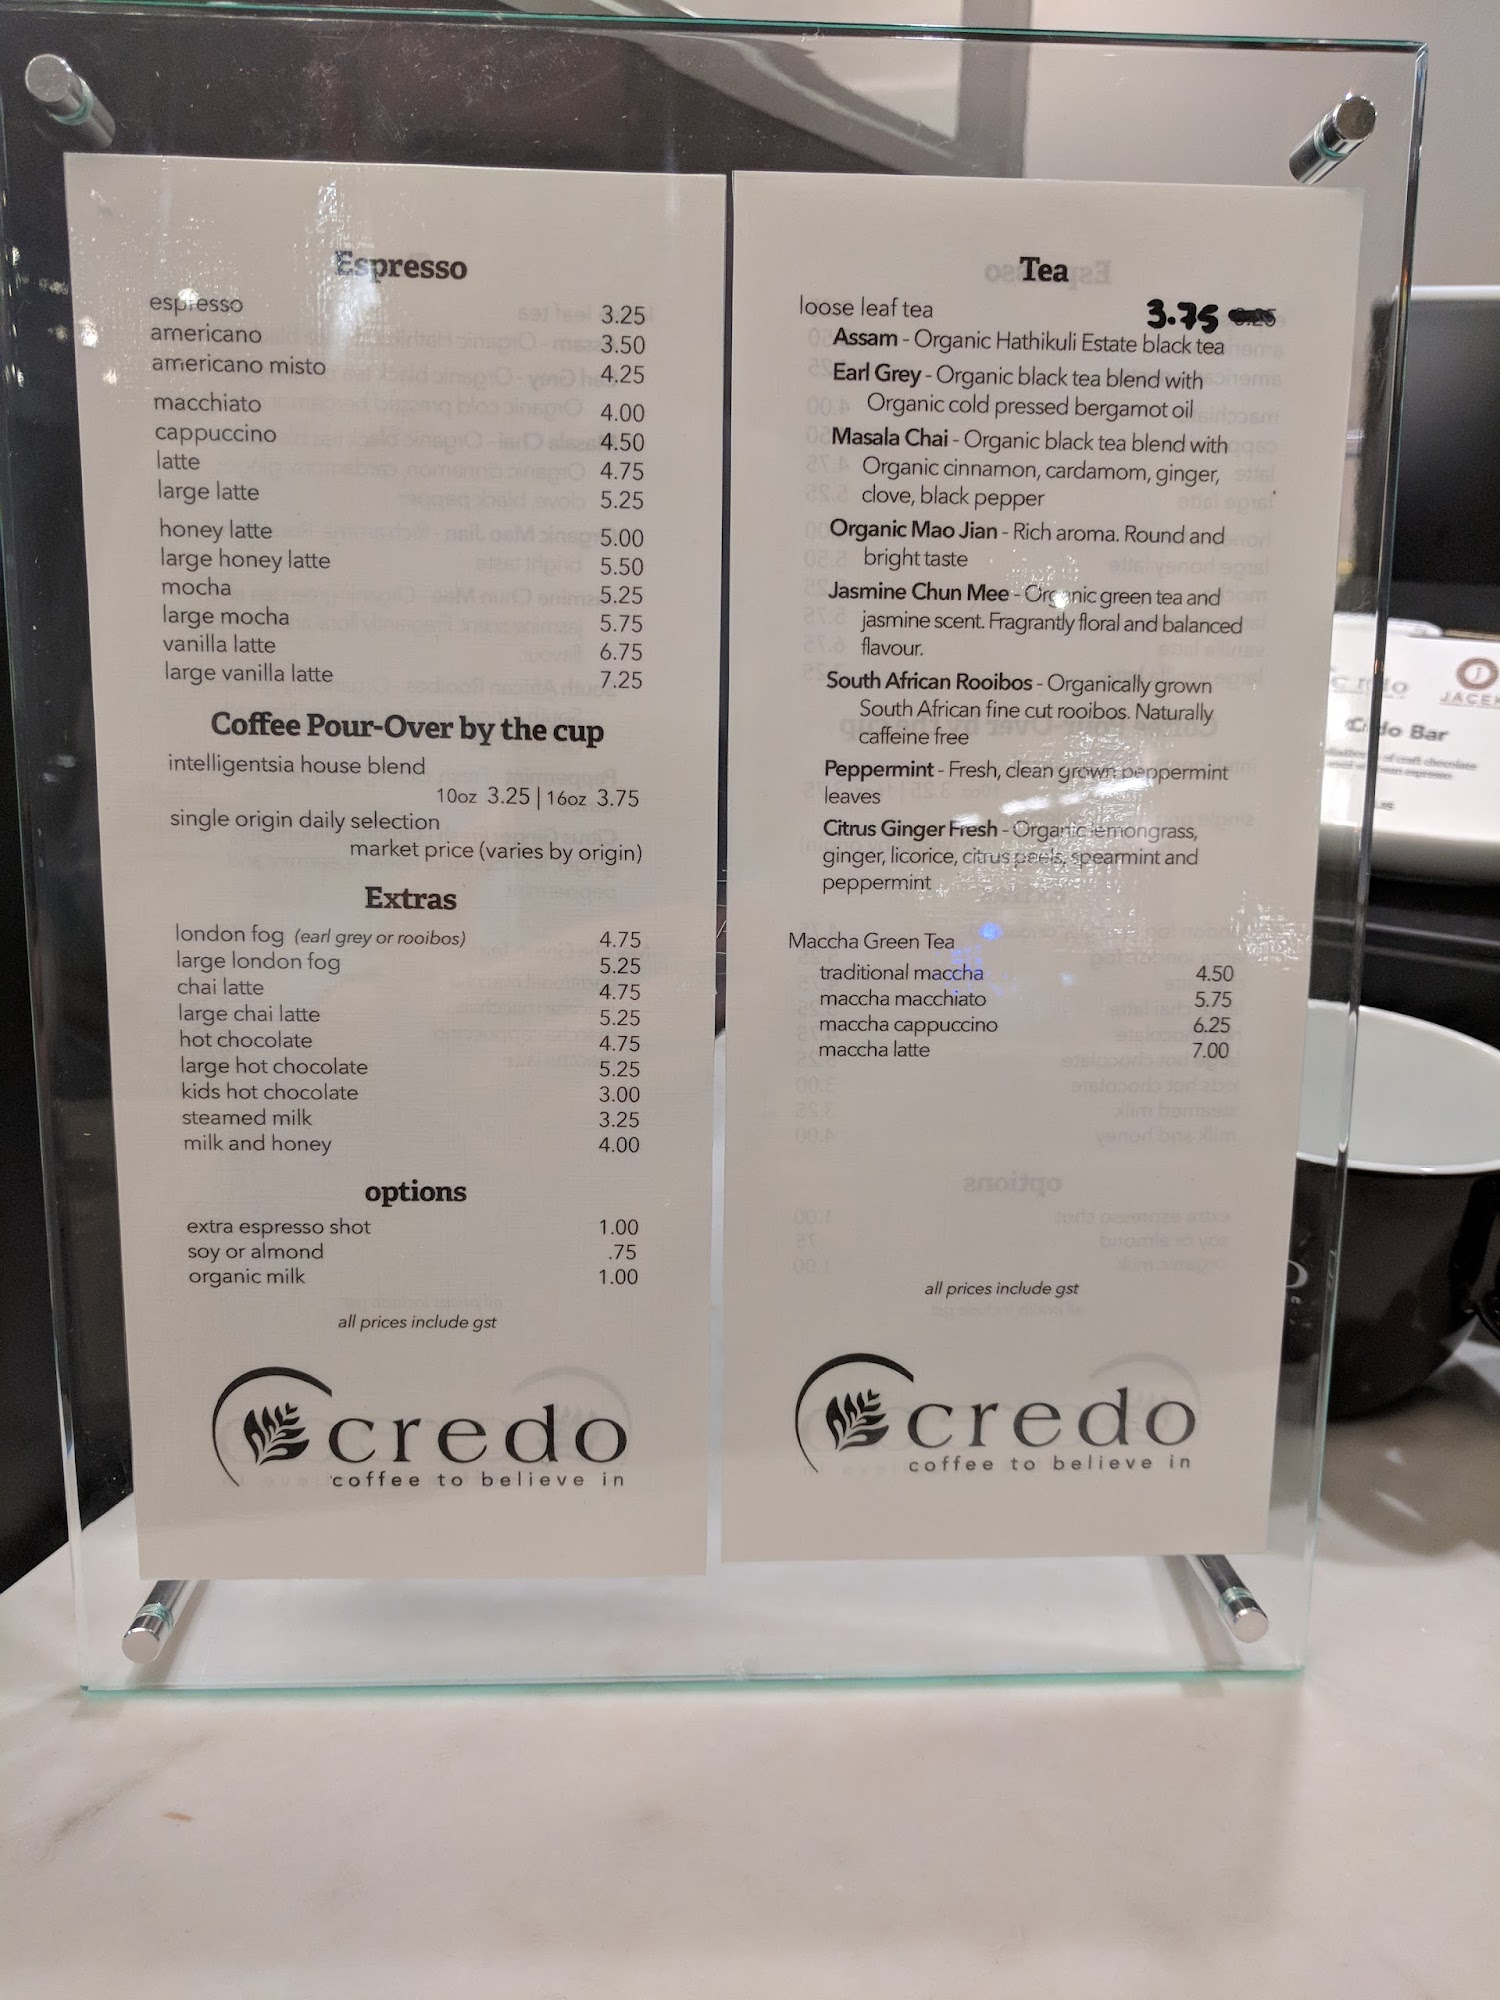 Espresso
espresso 3.25
americano 3.50
americano misto 4.25
macchiato 4.00
cappuccino 4.50
latte 4.75
large latte 5.25
honey latte 5.00
large honey latte 5.50
mocha 5.25
large mocha 5.75
vanilla latte 6.75
large vanilla latte 7.25
Coffee Pour-Over by the cup
intelligentsia house blend
10oz 3.25 | 16oz 3.75
single origin daily selection
market price (varies by origin)
Extras
london fog (earl grey or rooibos) 4.75
large london fog 5.25
chai latte 4.75
large chai latte 5.25
hot chocolate 4.75
large hot chocolate 5.25
kids hot chocolate 3.00
steamed milk 3.25
milk and honey 4.00
options
extra espresso shot 1.00
soy or almond .75
organic milk 1.00
all prices include gst
credo
coffee to believe in
Tea
loose leaf tea 3.75
Assam - Organic Hathikuli Estate black tea
Earl Grey - Organic black tea blend with
Organic cold pressed bergamot oil
Masala Chai - Organic black tea blend with
Organic cinnamon, cardamom, ginger,
clove, black pepper
Organic Mao Jian - Rich aroma. Round and
bright taste
Jasmine Chun Mee - Organic green tea and
jasmine scent. Fragrantly floral and balanced
flavour.
South African Rooibos - Organically grown
South African fine cut rooibos. Naturally
caffeine free
Peppermint - Fresh, clean grown peppermint
leaves
Citrus Ginger Fresh - Organic lemongrass,
ginger, licorice, citrus peels, spearmint and
peppermint
Maccha Green Tea
traditional maccha 4.50
maccha macchiato 5.75
maccha cappuccino 6.25
maccha latte 7.00
all prices include gst
credo
coffee to believe in
JACEK
Bar
of craft chocolate
espresso